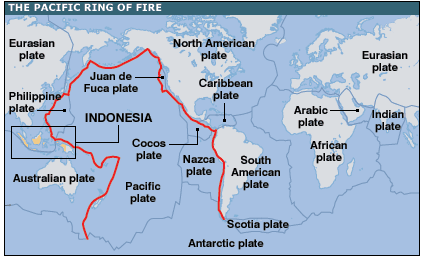 THE PACIFIC RING OF FIRE
Eurasian
plate
North American
plate
Eurasian
plate
Juan de
Fuca plate
Caribbean
plate
Philippine
plate
INDONESIA
Arabic
plate
Indian
plate
Cocos
plate
African
plate
Nazca
plate
South
American
plate
Australian plate
Pacific
plate
Scotia plate
Antarctic plate